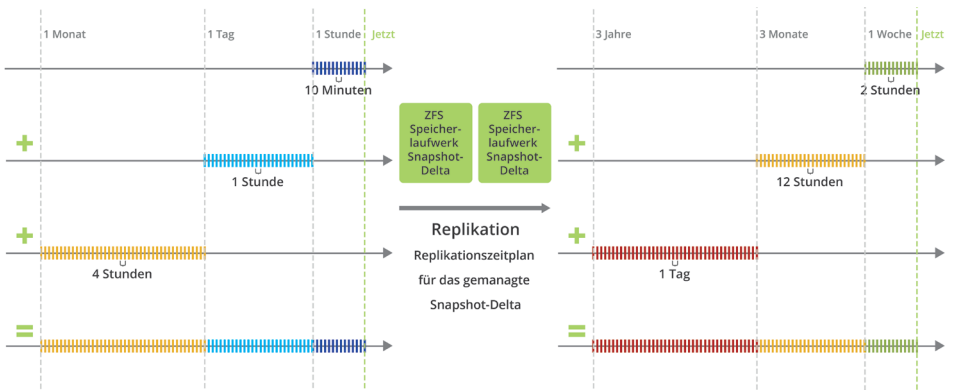 1 Monat
1 Tag
1 Stunde
Jetzt
10 Minuten
+
1 Stunde
+
4 Stunden
=
ZFS
Speicher-
laufwerk
Snapshot-
Delta
ZFS
Speicher-
laufwerk
Snapshot-
Delta
Replikation
Replikationszeitplan
für das gemanagte
Snapshot-Delta
3 Jahre
3 Monate
1 Woche
Jetzt
2 Stunden
+
12 Stunden
+
1 Tag
=